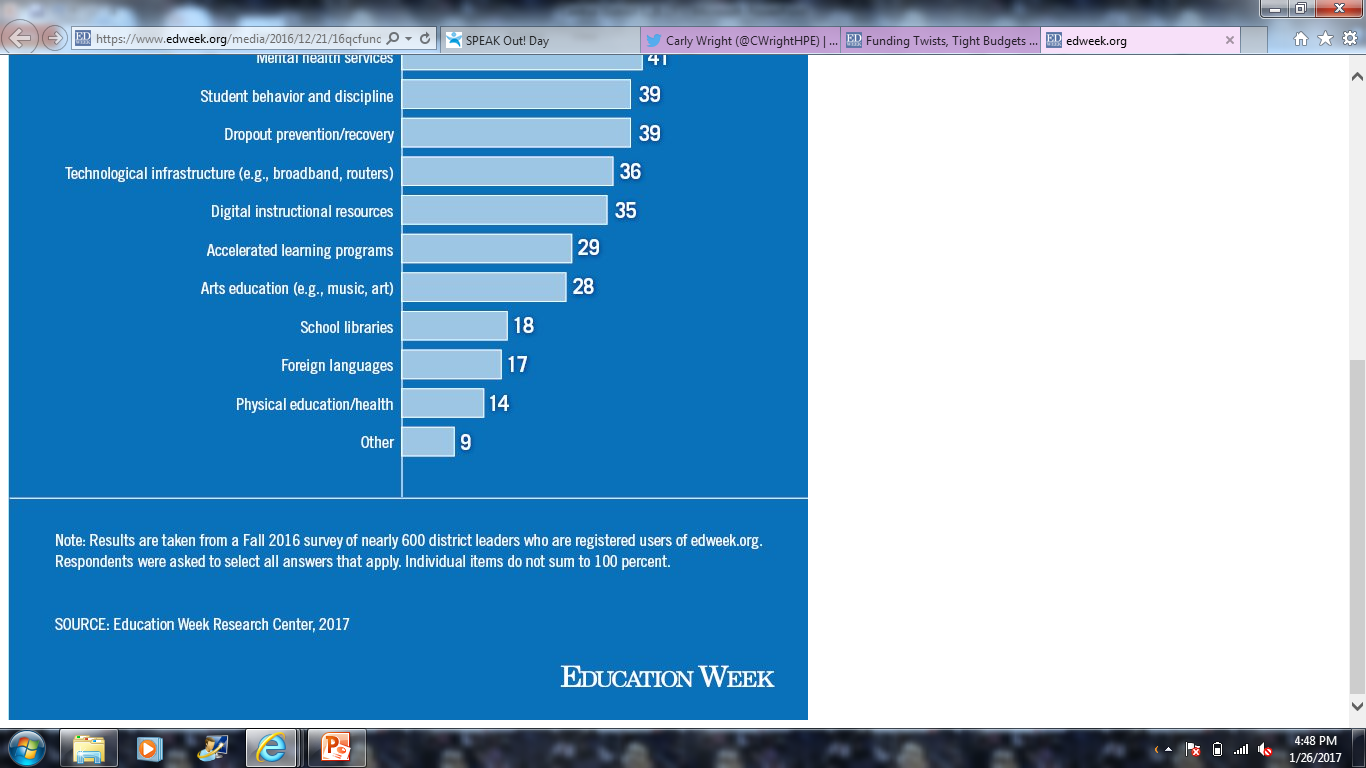 https://www.edweek.org/media/2016/12/21/16qcfunc
SPEAK Out! Day
Carly Wright (@CWrightHPE) | ...
Funding Twists, Tight Budgets ...
edweek.org
Mental health services 41
Student behavior and discipline 39
Dropout prevention/recovery 39
Technological infrastructure (e.g., broadband, routers) 36
Digital instructional resources 35
Accelerated learning programs 29
Arts education (e.g., music, art) 28
School libraries 18
Foreign languages 17
Physical education/health 14
Other 9
Note: Results are taken from a Fall 2016 survey of nearly 600 district leaders who are registered users of edweek.org.
Respondents were asked to select all answers that apply. Individual items do not sum to 100 percent.
SOURCE: Education Week Research Center, 2017
EDUCATION WEEK
4:48 PM
1/26/2017